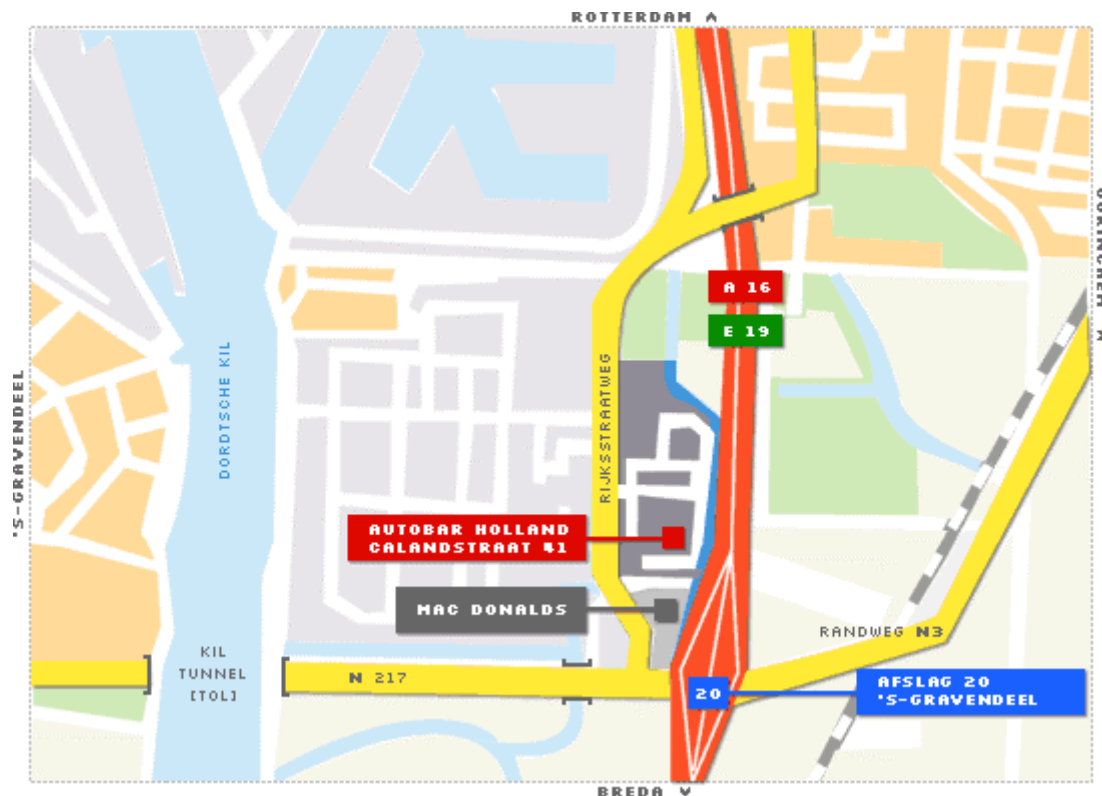 ROTTERDAM
GORINCHEM
A 16
E 19
'S-GRAVENDEEL
DORDTSCHE KIL
RIJKSSTRAATWEG
AUTOBAR HOLLAND
CALANDSTRAAT 41
MAC DONALDS
RANDWEG N3
KIL
TUNNEL
[TOL]
N 217
20
AFSLAG 20
'S-GRAVENDEEL
BREDA